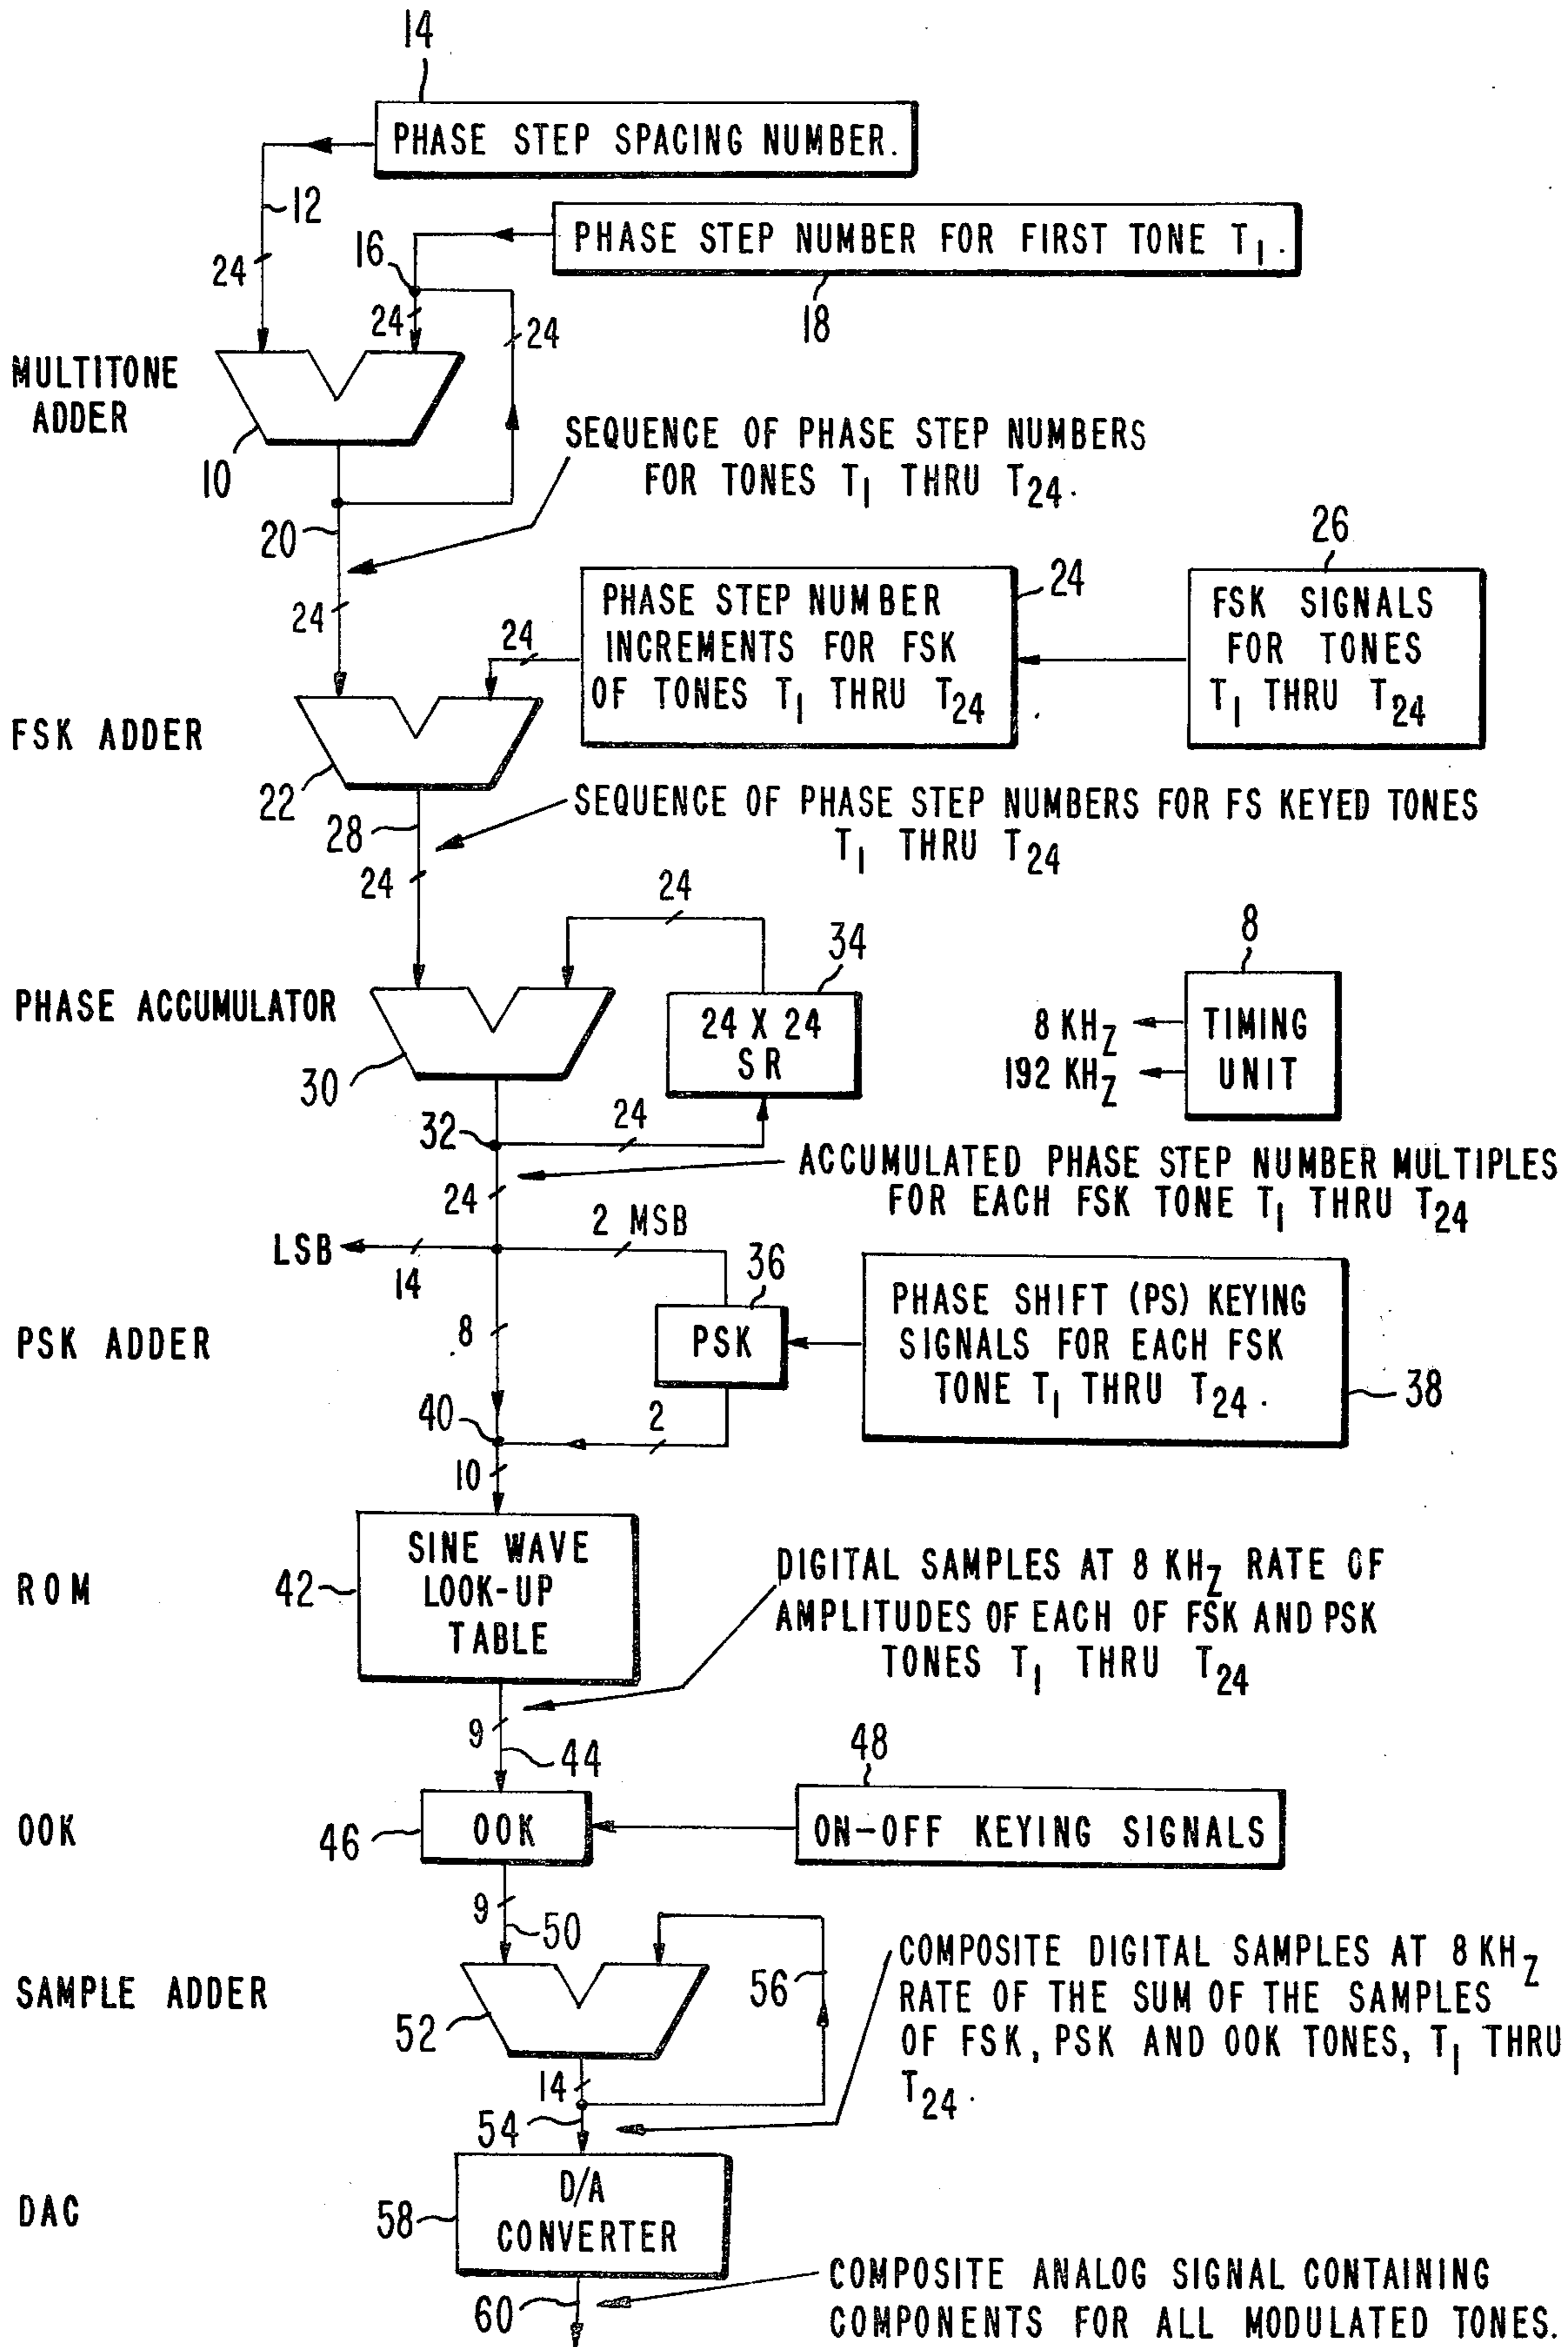 14
PHASE STEP SPACING NUMBER.
12
PHASE STEP NUMBER FOR FIRST TONE T1.
16
24
24
24
18
MULTITONE
ADDER
10
SEQUENCE OF PHASE STEP NUMBERS
FOR TONES T1 THRU T24.
20
24
26
PHASE STEP NUMBER
INCREMENTS FOR FSK
OF TONES T1 THRU T24
24
FSK SIGNALS
FOR TONES
T1 THRU T24
24
FSK ADDER
22
28
SEQUENCE OF PHASE STEP NUMBERS FOR FS KEYED TONES
T1 THRU T24
24
24
34
8
PHASE ACCUMULATOR
30
24 X 24
SR
8 KHZ
192 KHZ
TIMING
UNIT
32
24
ACCUMULATED PHASE STEP NUMBER MULTIPLES
FOR EACH FSK TONE T1 THRU T24
24
2 MSB
LSB
14
36
PSK ADDER
8
PSK
PHASE SHIFT (PS) KEYING
SIGNALS FOR EACH FSK
TONE T1 THRU T24.
38
40
2
10
ROM
42
SINE WAVE
LOOK-UP
TABLE
DIGITAL SAMPLES AT 8 KHZ RATE OF
AMPLITUDES OF EACH OF FSK AND PSK
TONES T1 THRU T24
9
44
48
OOK
46
OOK
ON-OFF KEYING SIGNALS
9
50
SAMPLE ADDER
52
56
COMPOSITE DIGITAL SAMPLES AT 8 KHZ
RATE OF THE SUM OF THE SAMPLES
OF FSK, PSK AND OOK TONES, T1 THRU
T24.
14
54
DAC
58
D/A
CONVERTER
60
COMPOSITE ANALOG SIGNAL CONTAINING
COMPONENTS FOR ALL MODULATED TONES.